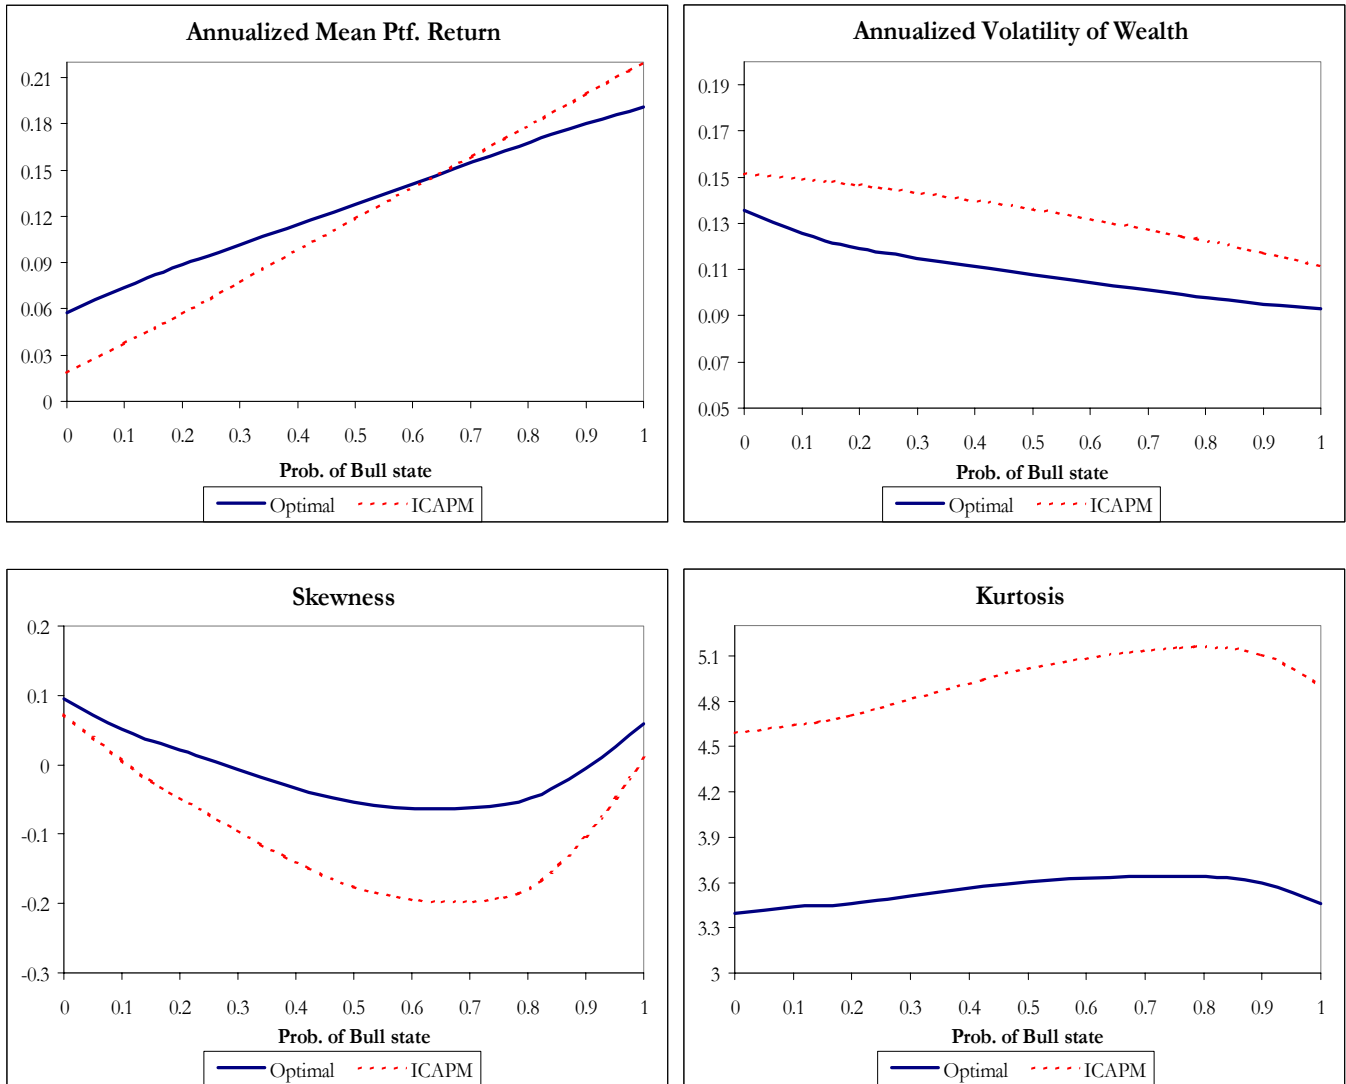 Annualized Mean Ptf. Return
0.21
0.18
0.15
0.12
0.09
0.06
0.03
0
0 0.1 0.2 0.3 0.4 0.5 0.6 0.7 0.8 0.9 1
Prob. of Bull state
Optimal ICAPM
Annualized Volatility of Wealth
0.19
0.17
0.15
0.13
0.11
0.09
0.07
0.05
0 0.1 0.2 0.3 0.4 0.5 0.6 0.7 0.8 0.9 1
Prob. of Bull state
Optimal ICAPM
Skewness
0.2
0.1
0
-0.1
-0.2
-0.3
0 0.1 0.2 0.3 0.4 0.5 0.6 0.7 0.8 0.9 1
Prob. of Bull state
Optimal ICAPM
Kurtosis
5.1
4.8
4.5
4.2
3.9
3.6
3.3
3
0 0.1 0.2 0.3 0.4 0.5 0.6 0.7 0.8 0.9 1
Prob. of Bull state
Optimal ICAPM